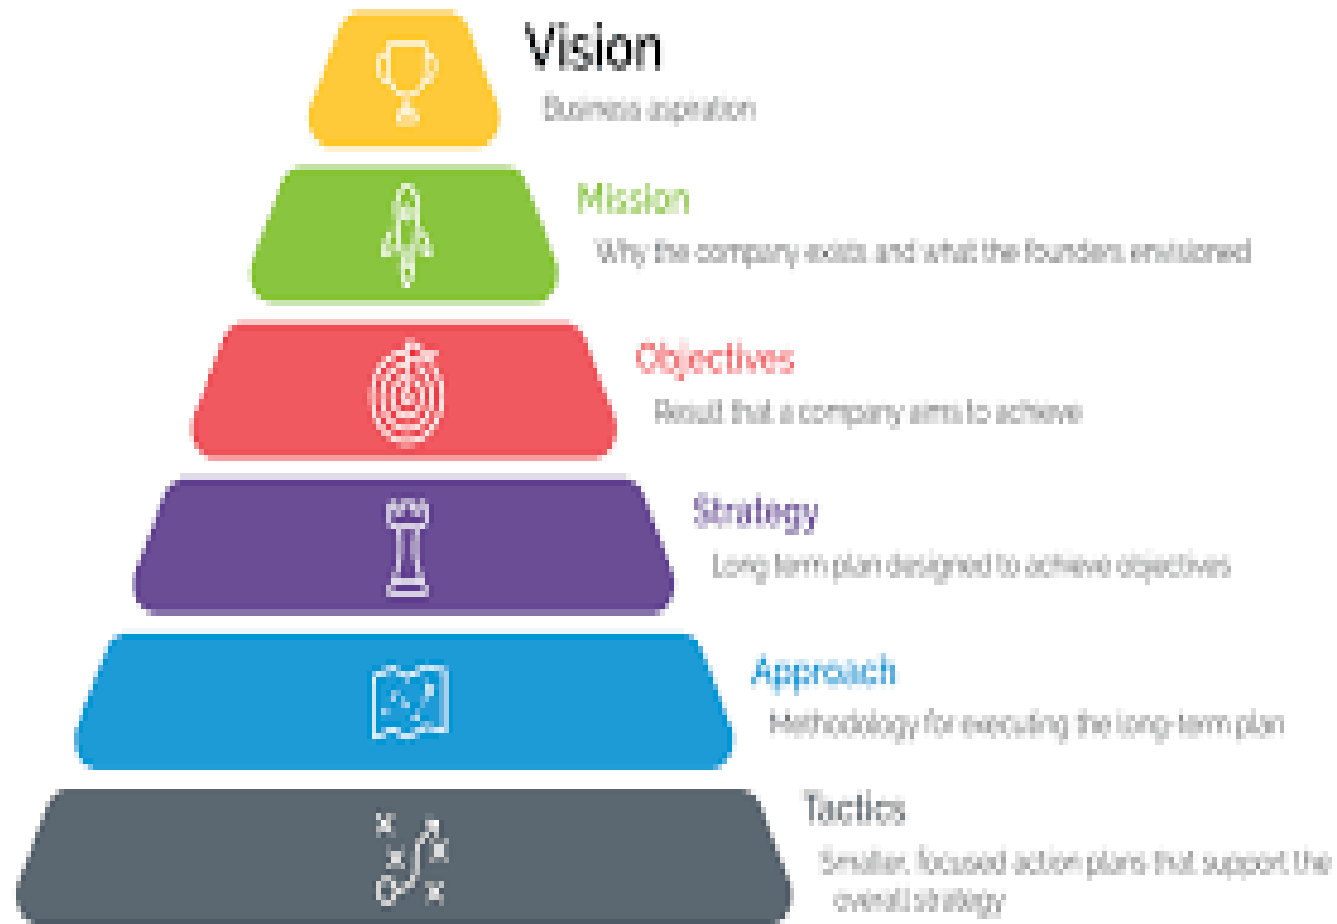 Vision
Business aspiration
Mission
Why the company exists and what the founders envisioned
Objectives
Result that a company aims to achieve
Strategy
Long term plan designed to achieve objectives
Approach
Methodology for executing the long-term plan
Tactics
Smaller, focused action plans that support the
overall strategy